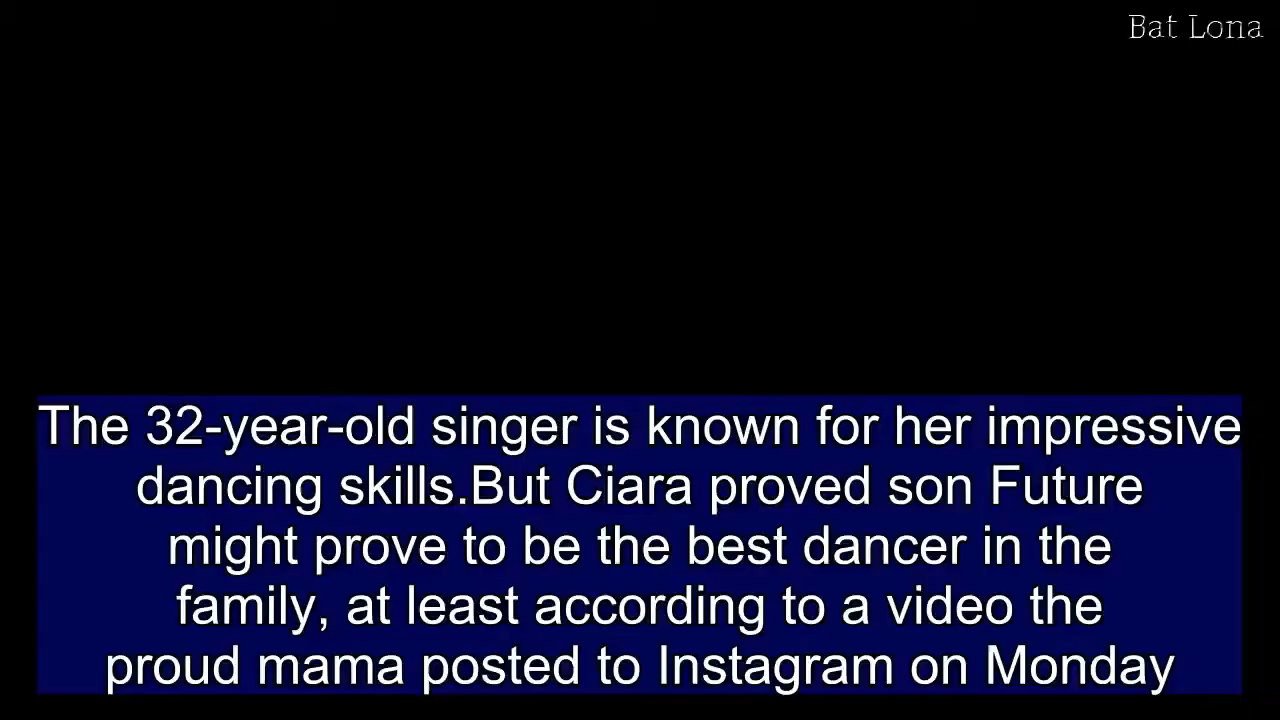 Bat Lona
The 32-year-old singer is known for her impressive
dancing skills.But Ciara proved son Future
might prove to be the best dancer in the
family, at least according to a video the
proud mama posted to Instagram on Monday